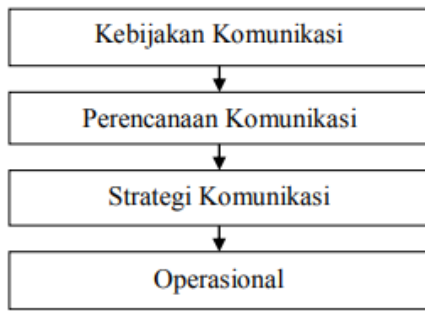 Kebijakan Komunikasi
Perencanaan Komunikasi
Strategi Komunikasi
Operasional